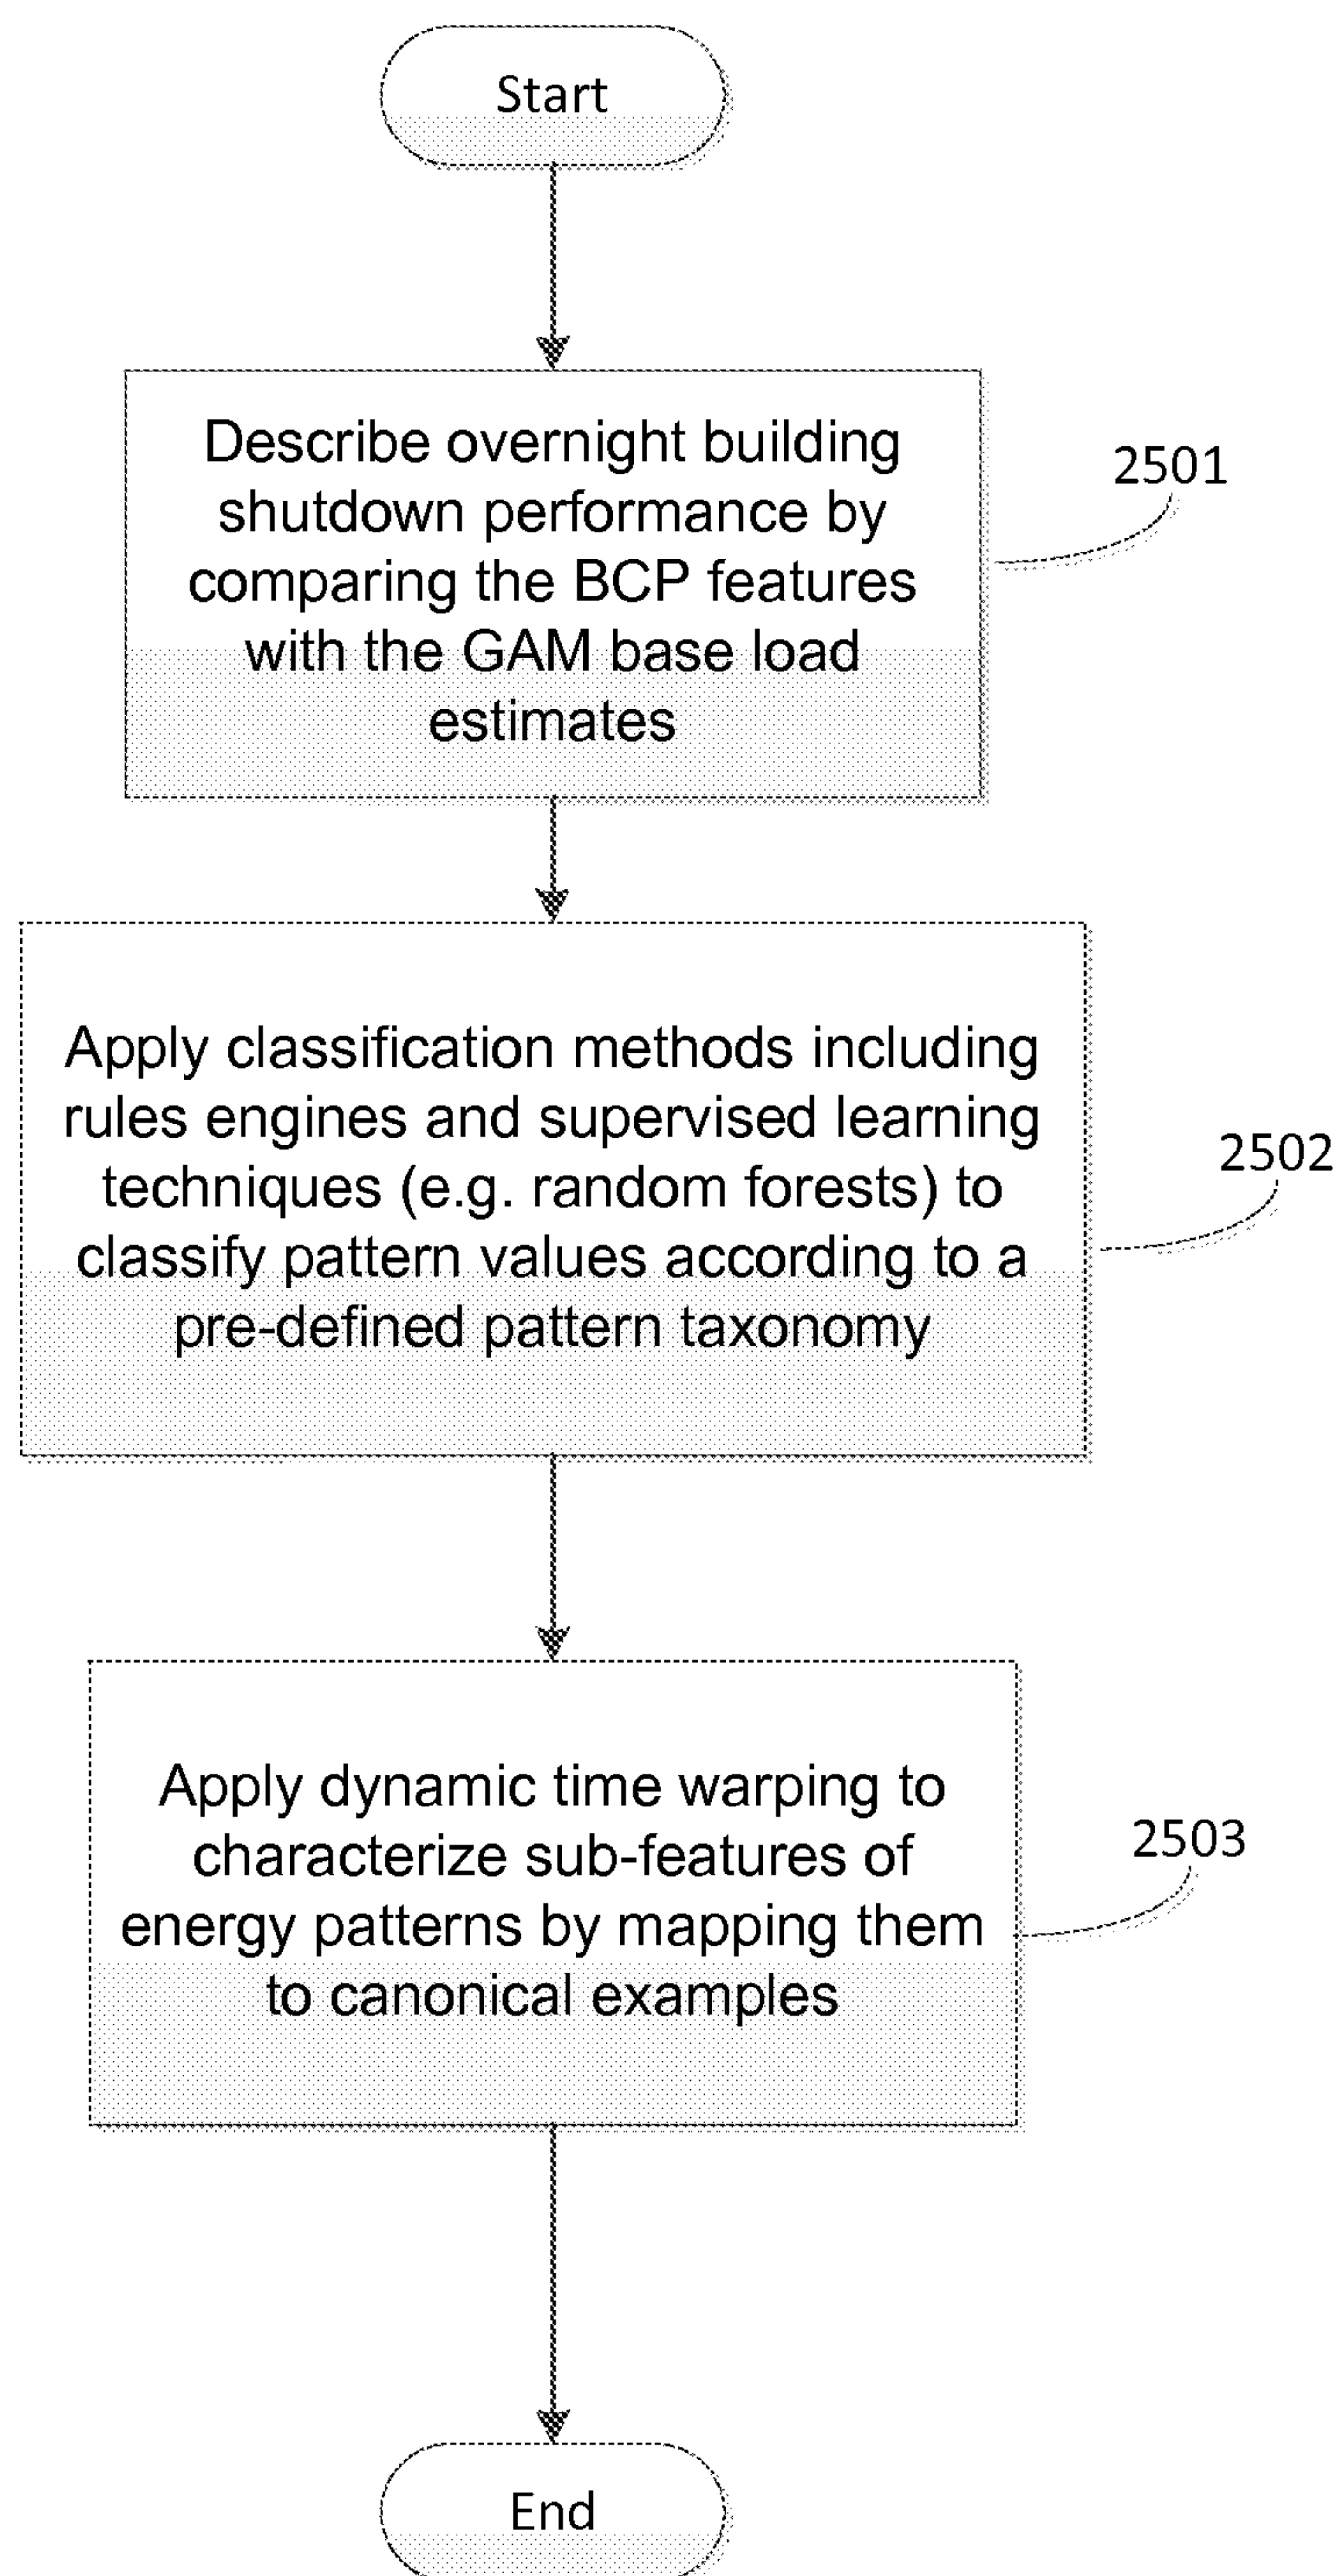 Start
Describe overnight building
shutdown performance by
comparing the BCP features
with the GAM base load
estimates
2501
Apply classification methods including
rules engines and supervised learning
techniques (e.g. random forests) to
classify pattern values according to a
pre-defined pattern taxonomy
2502
Apply dynamic time warping to
characterize sub-features of
energy patterns by mapping them
to canonical examples
2503
End